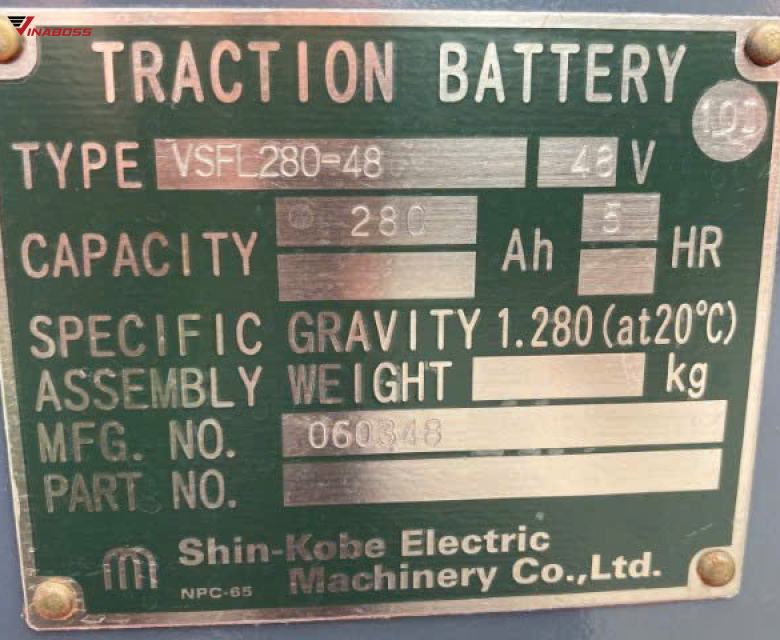 VINABOSS
TRACTION BATTERY
101
TYPE VSFL280-48 48 V
CAPACITY 280 Ah 5 HR
SPECIFIC GRAVITY 1.280 (at20°C)
ASSEMBLY WEIGHT kg
MFG. NO. 060348
PART NO.
Shin-Kobe Electric
NPC-65 Machinery Co.,Ltd.